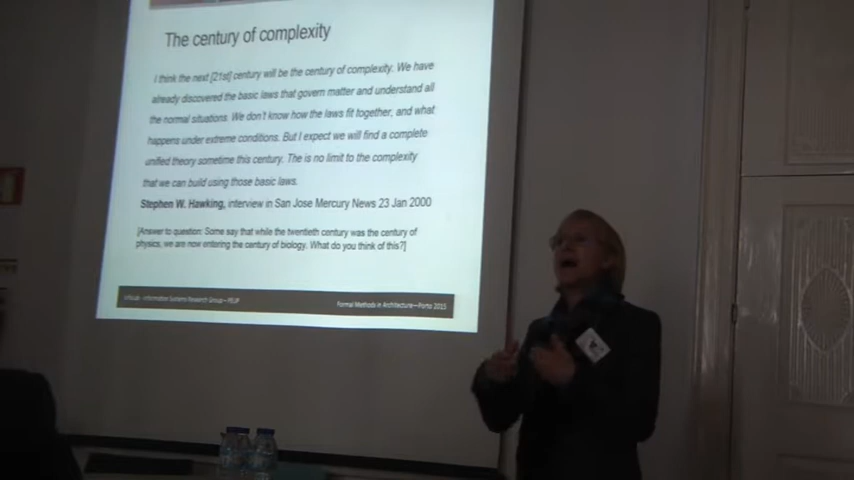 The century of complexity
I think the next [21st] century will be the century of complexity. We have
already discovered the basic laws that govern matter and understand all
the normal situations. We don't know how the laws fit together, and what
happens under extreme conditions. But I expect we will find a complete
unified theory sometime this century. The is no limit to the complexity
that we can build using those basic laws.
Stephen W. Hawking, interview in San Jose Mercury News 23 Jan 2000
[Answer to question: Some say that while the twentieth century was the century of
physics, we are now entering the century of biology. What do you think of this?]
Information Systems Research Group—FEUP
Formal Methods in Architecture—Porto 2015